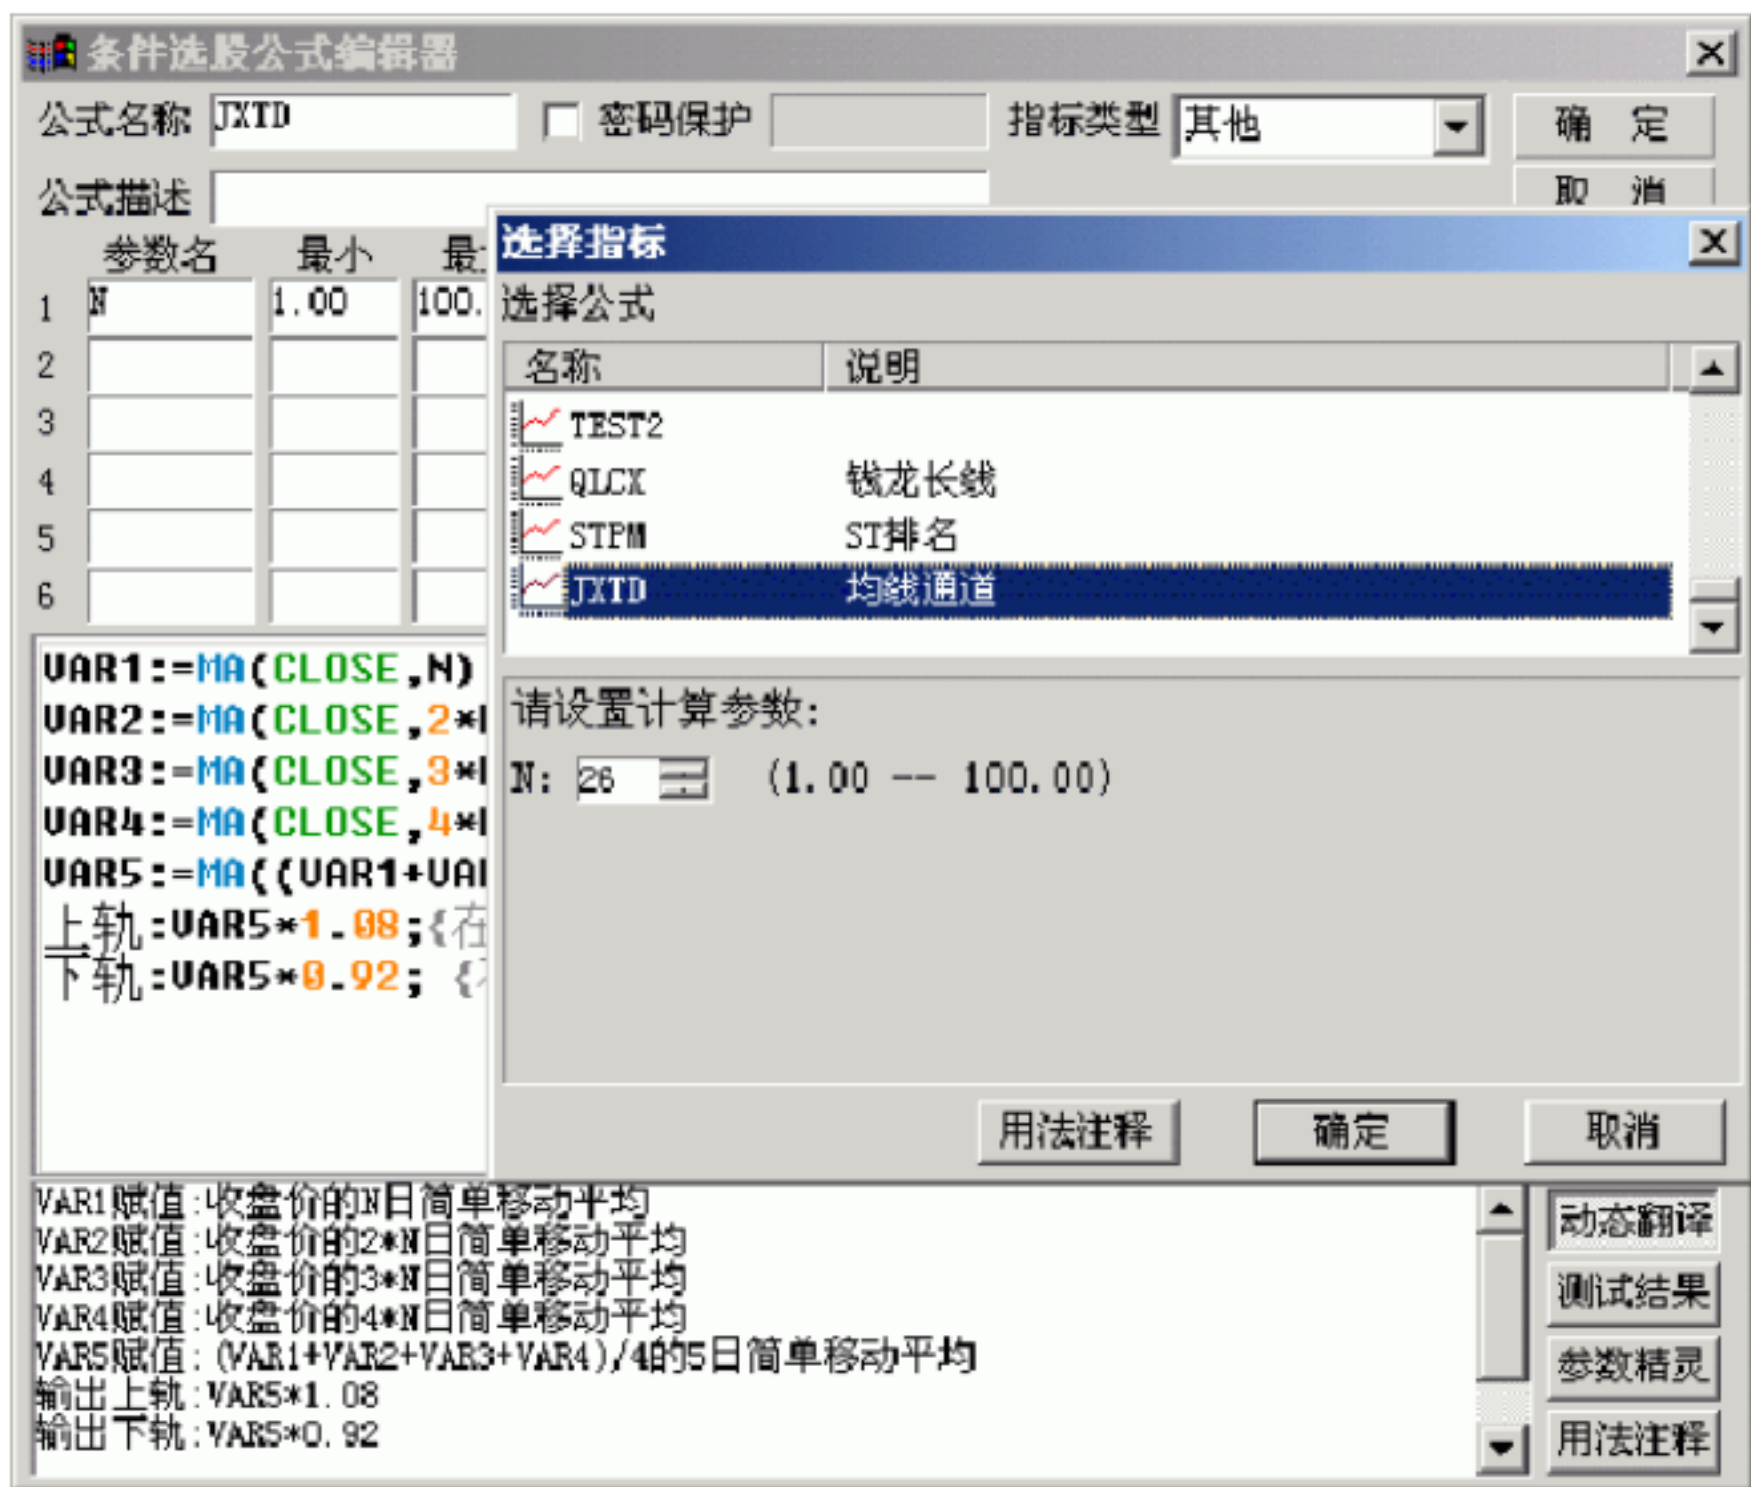 条件选股公式编辑器
公式名称 JXTD 密码保护 指标类型 其他 确 定
公式描述 取 消
参数名 最小
选择指标
1 N 1.00 100.
选择公式
2
名称 说明
3
TEST2
4
QLCX 钱龙长线
5
STPM ST排名
6
JXTD 均线通道
VAR1:=MA(CLOSE,N)
VAR2:=MA(CLOSE,2*
VAR3:=MA(CLOSE,3*
VAR4:=MA(CLOSE,4*
VAR5:=MA((VAR1+VA
上轨:VAR5*1.08;{在
下轨:VAR5*0.92; {
请设置计算参数:
N: 26 (1.00 -- 100.00)
用法注释 确定 取消
VAR1赋值:收盘价的N日简单移动平均
VAR2赋值:收盘价的2*N日简单移动平均
VAR3赋值:收盘价的3*N日简单移动平均
VAR4赋值:收盘价的4*N日简单移动平均
VAR5赋值:(VAR1+VAR2+VAR3+VAR4)/4的5日简单移动平均
输出上轨:VAR5*1.08
输出下轨:VAR5*0.92
动态翻译
测试结果
参数精灵
用法注释